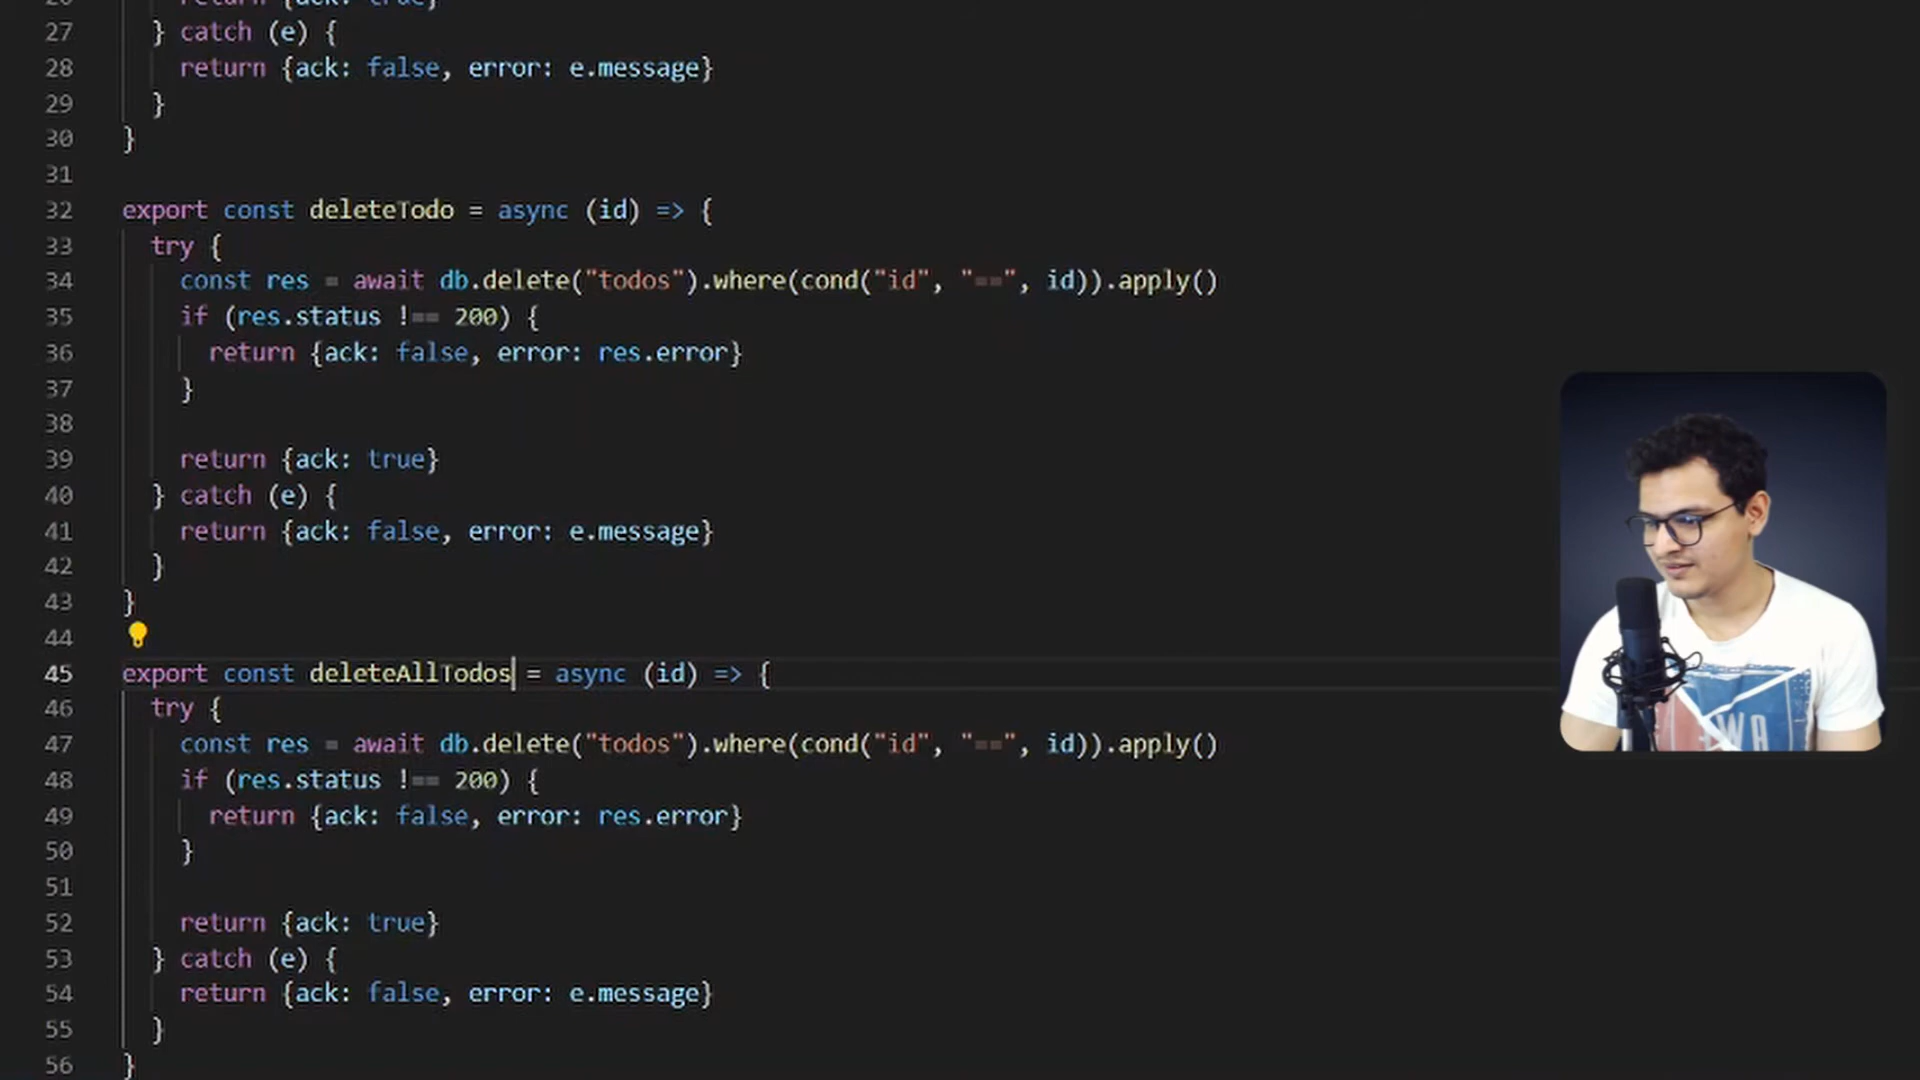 27 } catch (e) {
28 return {ack: false, error: e.message}
29 }
30 }
31
32 export const deleteTodo = async (id) => {
33 try {
34 const res = await db.delete("todos").where(cond("id", "==", id)).apply()
35 if (res.status !== 200) {
36 return {ack: false, error: res.error}
37 }
38
39 return {ack: true}
40 } catch (e) {
41 return {ack: false, error: e.message}
42 }
43 }
44
45 export const deleteAllTodos = async (id) => {
46 try {
47 const res = await db.delete("todos").where(cond("id", "==", id)).apply()
48 if (res.status !== 200) {
49 return {ack: false, error: res.error}
50 }
51
52 return {ack: true}
53 } catch (e) {
54 return {ack: false, error: e.message}
55 }
56 }